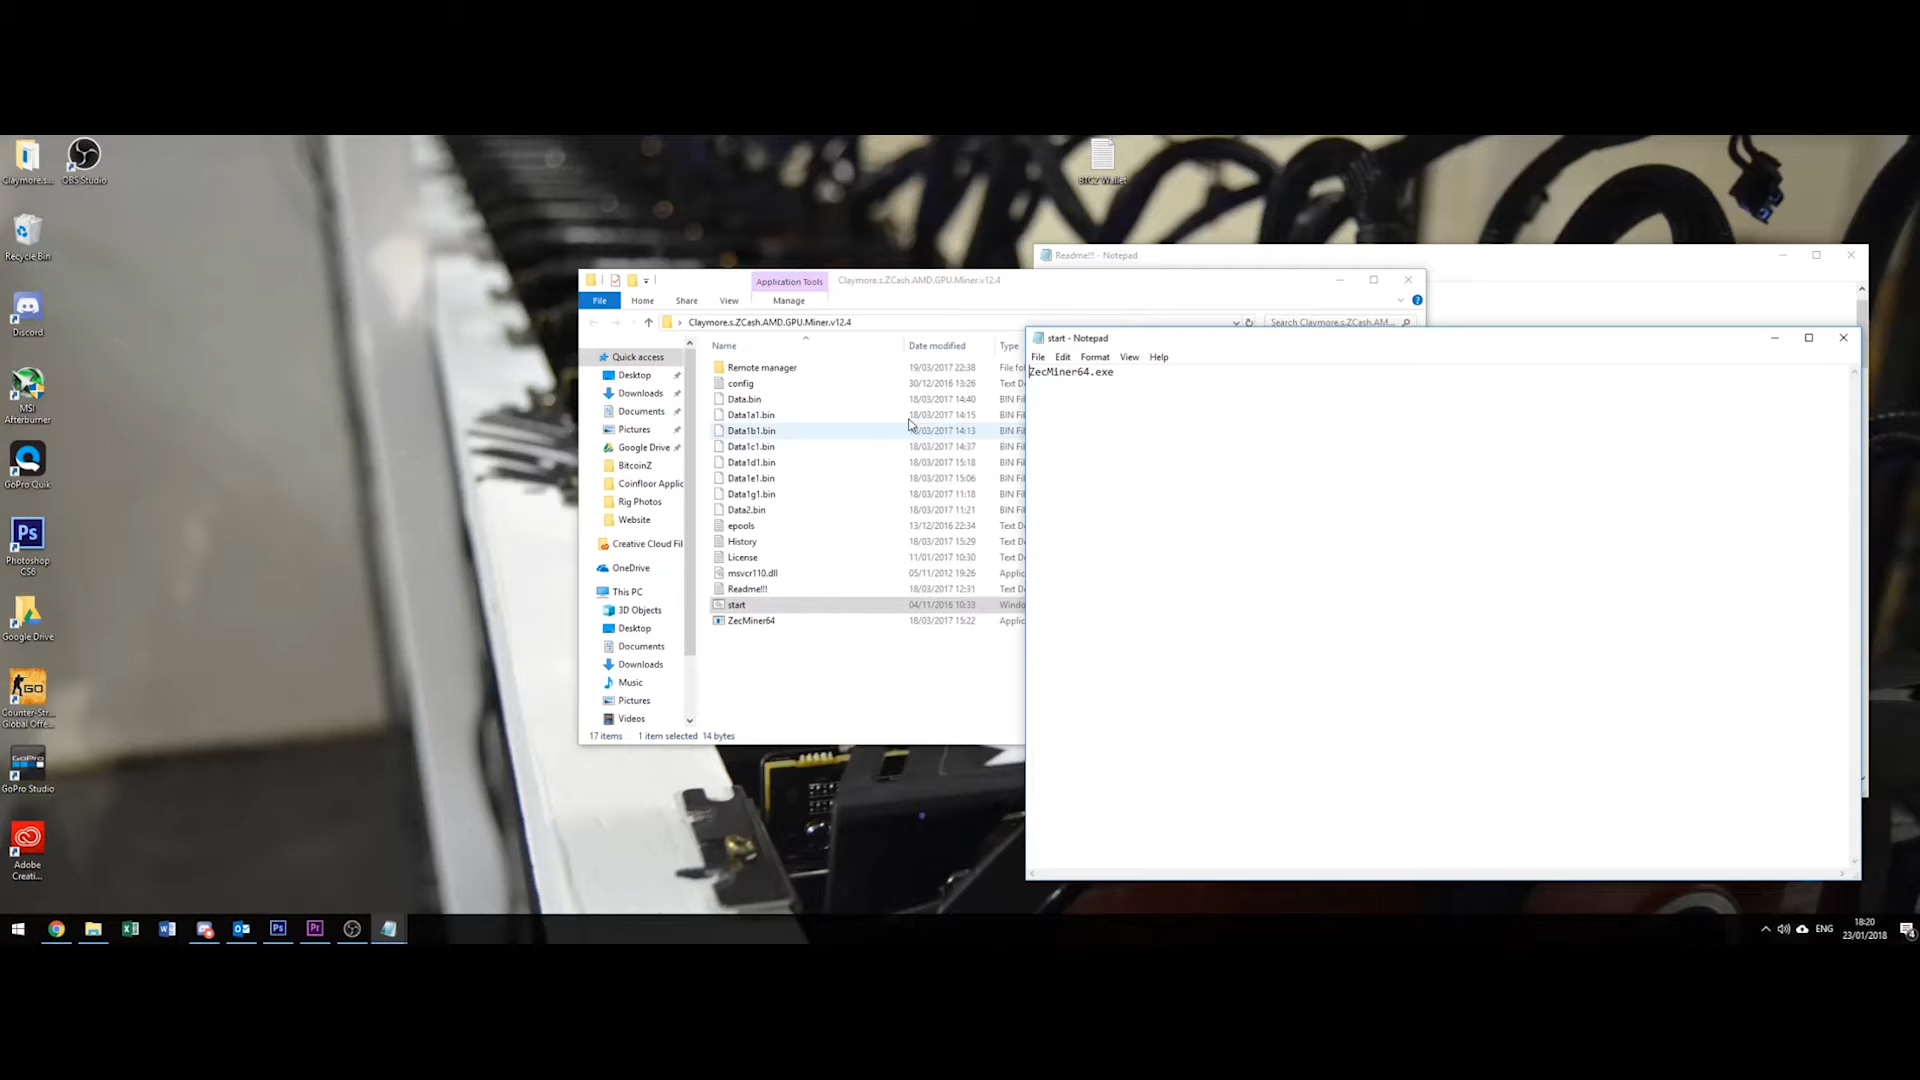 Claymore.s...
OBS Studio
Recycle Bin
Discord
MSI
Afterburner
GoPro Quik
Photoshop
CS6
Google Drive
Counter-Str...
Global Offe...
GoPro Studio
Adobe
Creati...
BTCZ Wallet
Readme!!! - Notepad
Application Tools
Claymore.s.ZCash.AMD.GPU.Miner.v12.4
File
Home
Share
View
Manage
Claymore.s.ZCash.AMD.GPU.Miner.v12.4
Search Claymore.s.ZCash.AM...
Quick access
Desktop
Downloads
Documents
Pictures
Google Drive
BitcoinZ
Coinfloor Applic
Rig Photos
Website
Creative Cloud Fil
OneDrive
This PC
3D Objects
Desktop
Documents
Downloads
Music
Pictures
Videos
Name Date modified Type
Remote manager 19/03/2017 22:38 File fo
config 30/12/2016 13:26 Text D
Data.bin 18/03/2017 14:40 BIN Fi
Data1a1.bin 18/03/2017 14:15 BIN Fi
Data1b1.bin 18/03/2017 14:13 BIN Fi
Data1c1.bin 18/03/2017 14:37 BIN Fi
Data1d1.bin 18/03/2017 15:18 BIN Fi
Data1e1.bin 18/03/2017 15:06 BIN Fi
Data1g1.bin 18/03/2017 11:18 BIN Fi
Data2.bin 18/03/2017 11:21 BIN Fi
epools 13/12/2016 22:34 Text D
History 18/03/2017 15:29 Text D
License 11/01/2017 10:30 Text D
msvcr110.dll 05/11/2012 19:26 Applic
Readme!!! 18/03/2017 12:31 Text D
start 04/11/2016 10:33 Windo
ZecMiner64 18/03/2017 15:22 Applic
17 items 1 item selected 14 bytes
start - Notepad
File Edit Format View Help
ZecMiner64.exe
ENG
18:20
23/01/2018